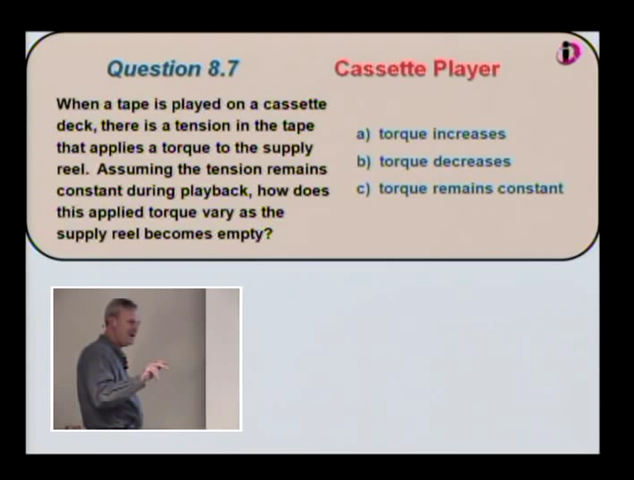 Question 8.7
Cassette Player
When a tape is played on a cassette
deck, there is a tension in the tape
that applies a torque to the supply
reel. Assuming the tension remains
constant during playback, how does
this applied torque vary as the
supply reel becomes empty?
a) torque increases
b) torque decreases
c) torque remains constant